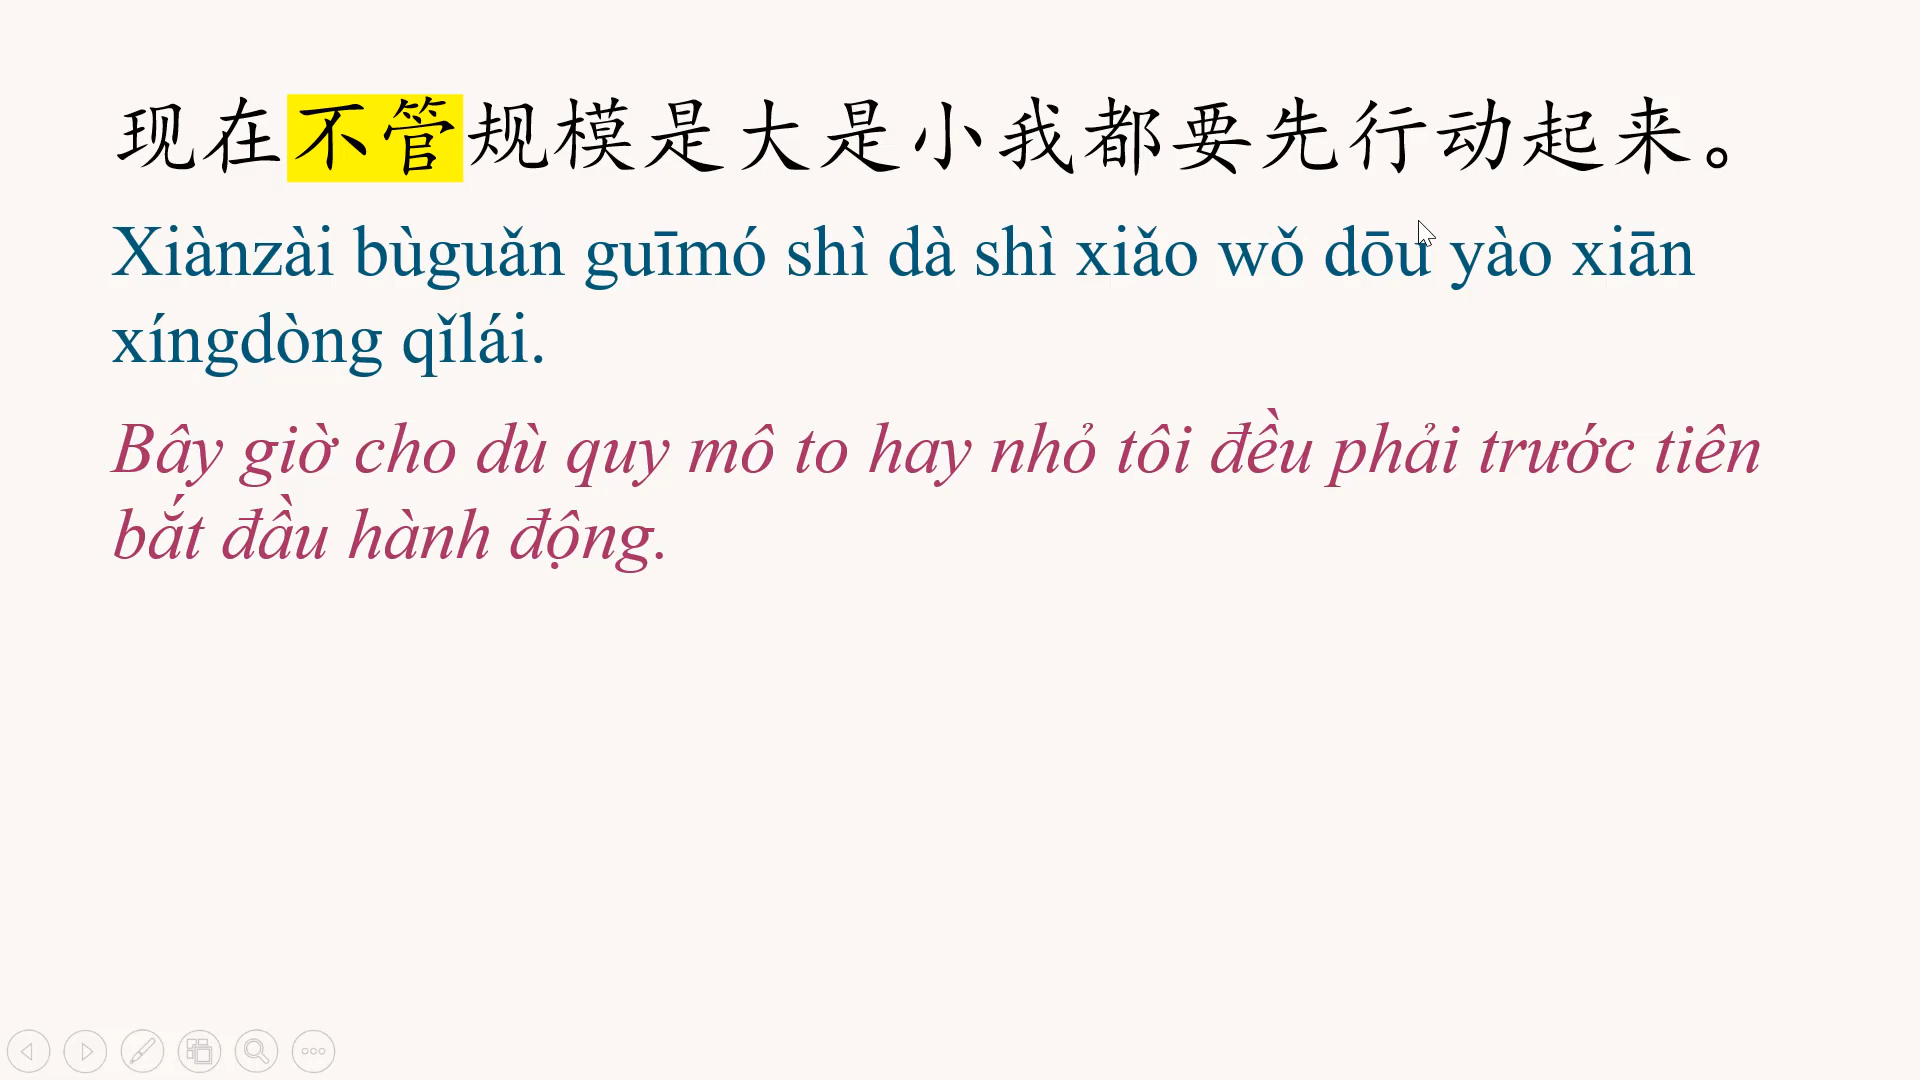 现在不管规模是大是小我都要先行动起来。
Xiànzài bùguǎn guīmó shì dà shì xiǎo wǒ dōu yào xiān
xíngdòng qǐlái.
Bây giờ cho dù quy mô to hay nhỏ tôi đều phải trước tiên
bắt đầu hành động.